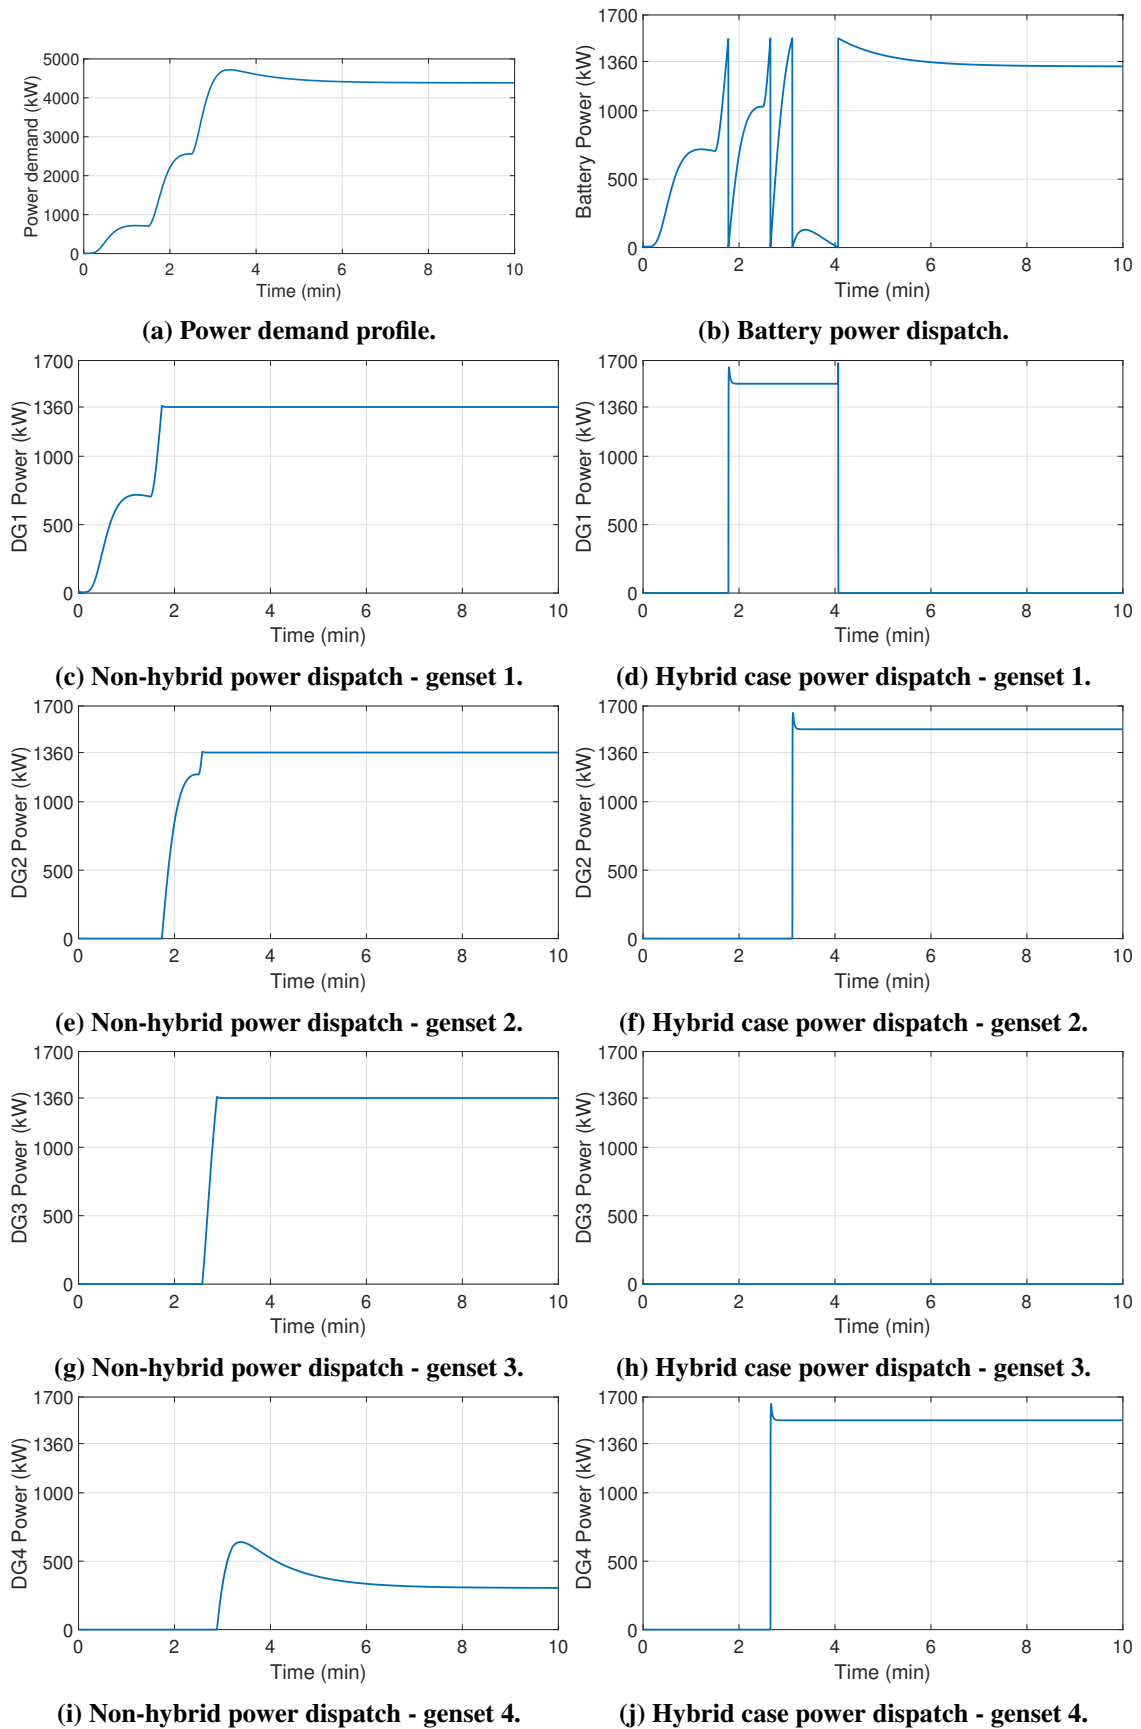 5000
4000
3000
2000
1000
0
Power demand (kW)
0 2 4 6 8 10
Time (min)
(a) Power demand profile.
1700
1360
1000
500
0
Battery Power (kW)
0 2 4 6 8 10
Time (min)
(b) Battery power dispatch.
1700
1360
1000
500
0
DG1 Power (kW)
0 2 4 6 8 10
Time (min)
(c) Non-hybrid power dispatch - genset 1.
1700
1360
1000
500
0
DG1 Power (kW)
0 2 4 6 8 10
Time (min)
(d) Hybrid case power dispatch - genset 1.
1700
1360
1000
500
0
DG2 Power (kW)
0 2 4 6 8 10
Time (min)
(e) Non-hybrid power dispatch - genset 2.
1700
1360
1000
500
0
DG2 Power (kW)
0 2 4 6 8 10
Time (min)
(f) Hybrid case power dispatch - genset 2.
1700
1360
1000
500
0
DG3 Power (kW)
0 2 4 6 8 10
Time (min)
(g) Non-hybrid power dispatch - genset 3.
1700
1360
1000
500
0
DG3 Power (kW)
0 2 4 6 8 10
Time (min)
(h) Hybrid case power dispatch - genset 3.
1700
1360
1000
500
0
DG4 Power (kW)
0 2 4 6 8 10
Time (min)
(i) Non-hybrid power dispatch - genset 4.
1700
1360
1000
500
0
DG4 Power (kW)
0 2 4 6 8 10
Time (min)
(j) Hybrid case power dispatch - genset 4.